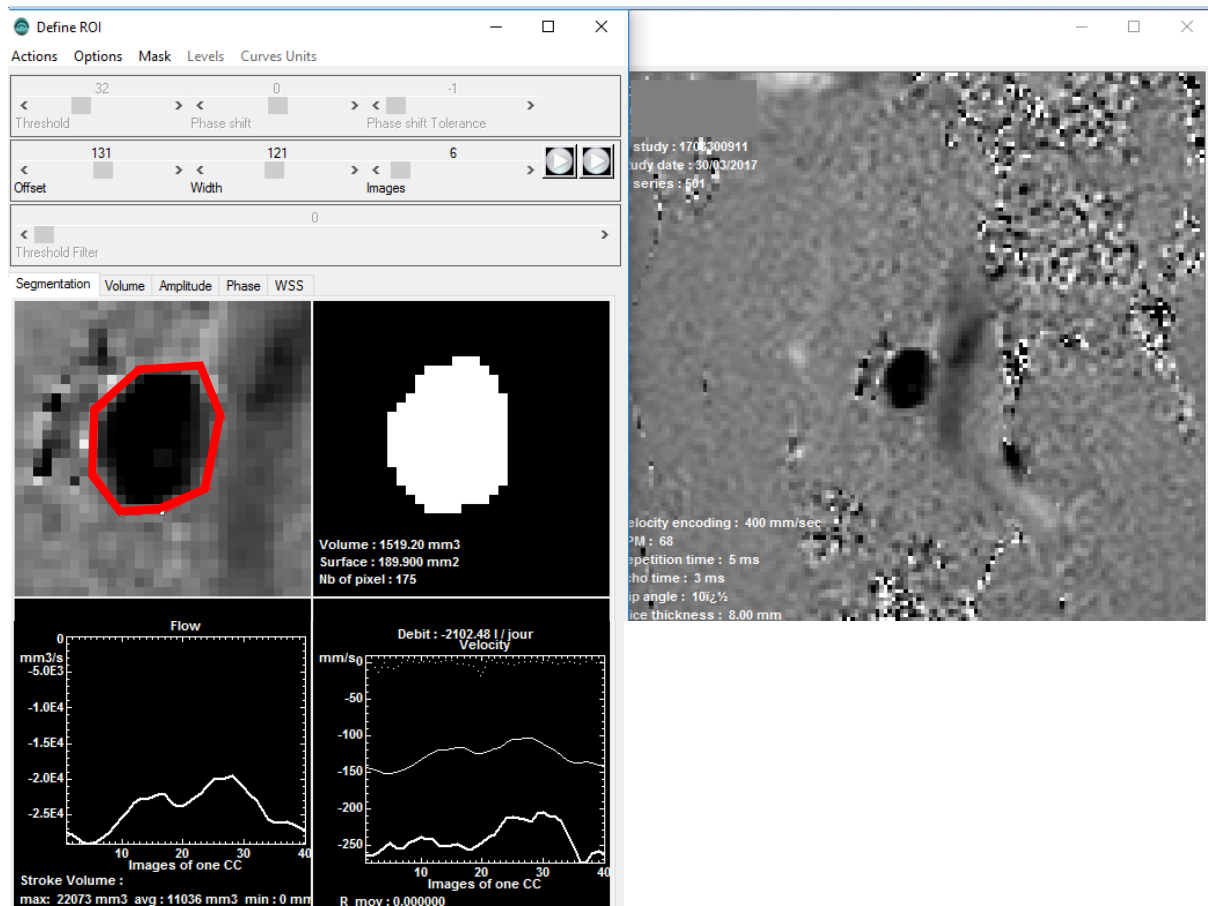 Define ROI
Actions Options Mask Levels Curves Units
32 0 -1
Threshold Phase shift Phase shift Tolerance
131 121 6
Offset Width Images
0
Threshold Filter
Segmentation Volume Amplitude Phase WSS
Volume : 1519.20 mm3
Surface : 189.900 mm2
Nb of pixel : 175
Flow
mm3/s
0
-5.0E3
-1.0E4
-1.5E4
-2.0E4
-2.5E4
10 20 30 40
Images of one CC
Stroke Volume :
max: 22073 mm3 avg : 11036 mm3 min : 0 mm
Debit : -2102.48 l / jour
Velocity
mm/s
0
-50
-100
-150
-200
-250
10 20 30 40
Images of one CC
R_mov : 0.000000
study : 1708300911
tudy date : 30/03/2017
series : 501
elocity encoding : 400 mm/sec
PM : 68
epetition time : 5 ms
cho time : 3 ms
ip angle : 10ï¿½
ice thickness : 8.00 mm